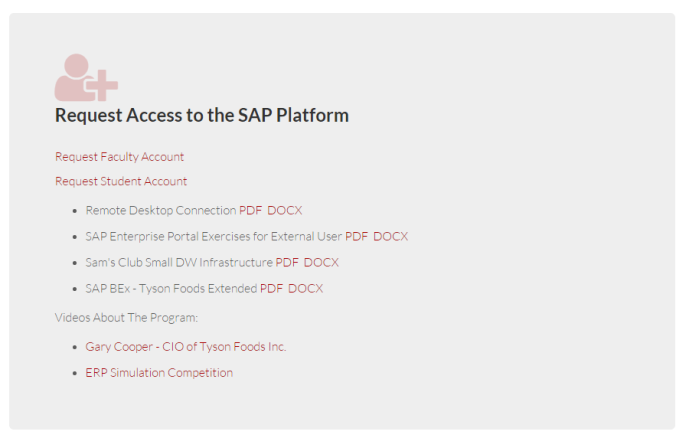 Request Access to the SAP Platform
Request Faculty Account
Request Student Account
• Remote Desktop Connection PDF DOCX
• SAP Enterprise Portal Exercises for External User PDF DOCX
• Sam's Club Small DW Infrastructure PDF DOCX
• SAP BEx - Tyson Foods Extended PDF DOCX
Videos About The Program:
• Gary Cooper - CIO of Tyson Foods Inc.
• ERP Simulation Competition